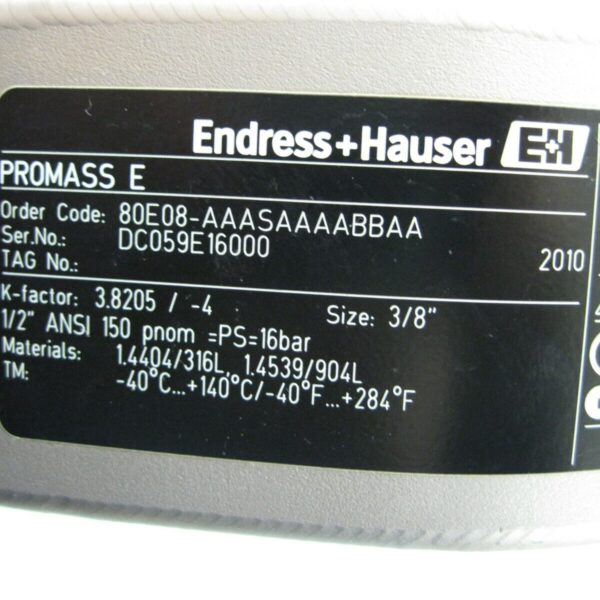 Endress+Hauser E+H
PROMASS E
Order Code: 80E08-AAASAAAABBAA
Ser.No.: DC059E16000
TAG No.: 2010
K-factor: 3.8205 / -4 Size: 3/8"
1/2" ANSI 150 pnom =PS=16bar
Materials: 1.4404/316L, 1.4539/904L
TM: -40°C...+140°C/-40°F...+284°F